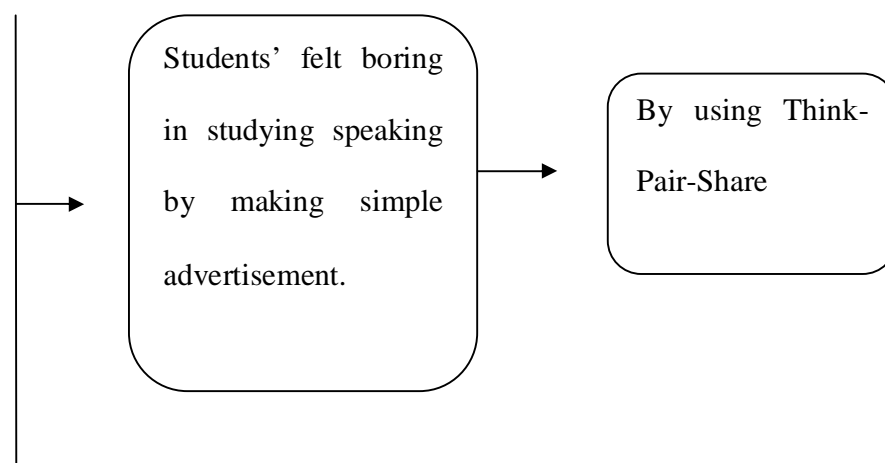 Students’ felt boring
in studying speaking
by making simple
advertisement.
By using Think-
Pair-Share